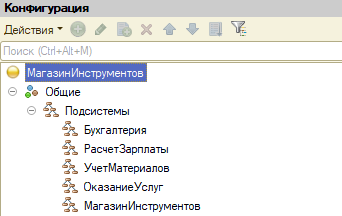 Конфигурация
Действия
Поиск (Ctrl+Alt+M)
МагазинИнструментов
Общие
Подсистемы
Бухгалтерия
РасчетЗарплаты
УчетМатериалов
ОказаниеУслуг
МагазинИнструментов